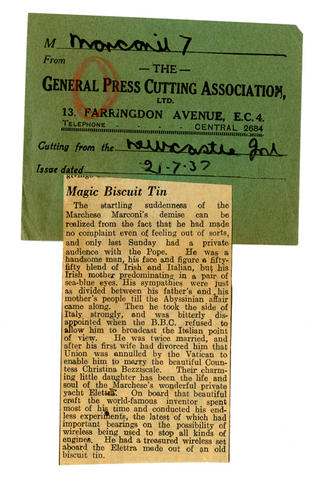 M Marconi 7
From
— THE —
GENERAL PRESS CUTTING ASSOCIATION,
LTD.
13, FARRINGDON AVENUE, E.C.4.
TELEPHONE CENTRAL 2684
Cutting from the Newcastle Jnl
Issue dated 21.7.37
Magic Biscuit Tin
The startling suddenness of the
Marchese Marconi's demise can be
realized from the fact that he had made
no complaint even of feeling out of sorts,
and only last Sunday had a private
audience with the Pope. He was a
handsome man, his face and figure a fifty-
fifty blend of Irish and Italian, but his
Irish mother predominating in a pair of
sea-blue eyes. His sympathies were just
as divided between his father's and his
mother's people till the Abyssinian affair
came along. Then he took the side of
Italy strongly, and was bitterly dis-
appointed when the B.B.C. refused to
allow him to broadcast the Italian point
of view. He was twice married, and
after his first wife had divorced him that
Union was annulled by the Vatican to
enable him to marry the beautiful Com-
tess Christina Bezziscale. Their charm-
ing little daughter has been the life and
soul of the Marchese's wonderful private
yacht Elettra. On board that beautiful
craft the world-famous inventor spent
most of his time and conducted his end-
less experiments, the latest of which had
important bearings on the possibility of
wireless being used to stop all kinds of
engines. He had a treasured wireless set
aboard the Elettra made out of an old
biscuit tin.